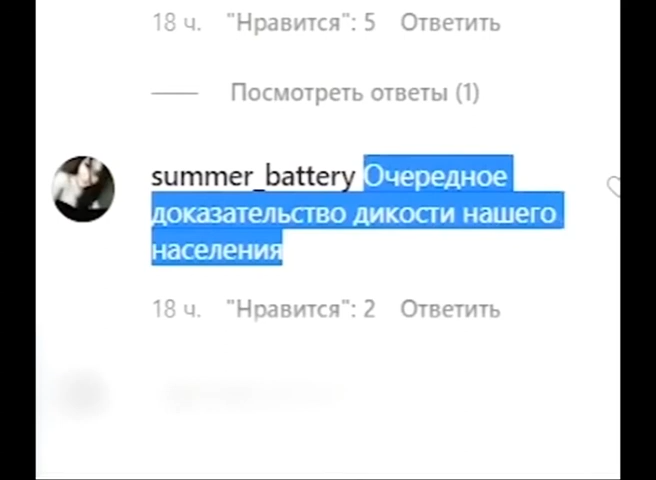 18 ч. "Нравится": 5 Ответить
Посмотреть ответы (1)
summer_battery Очередное
доказательство дикости нашего
населения
18 ч. "Нравится": 2 Ответить